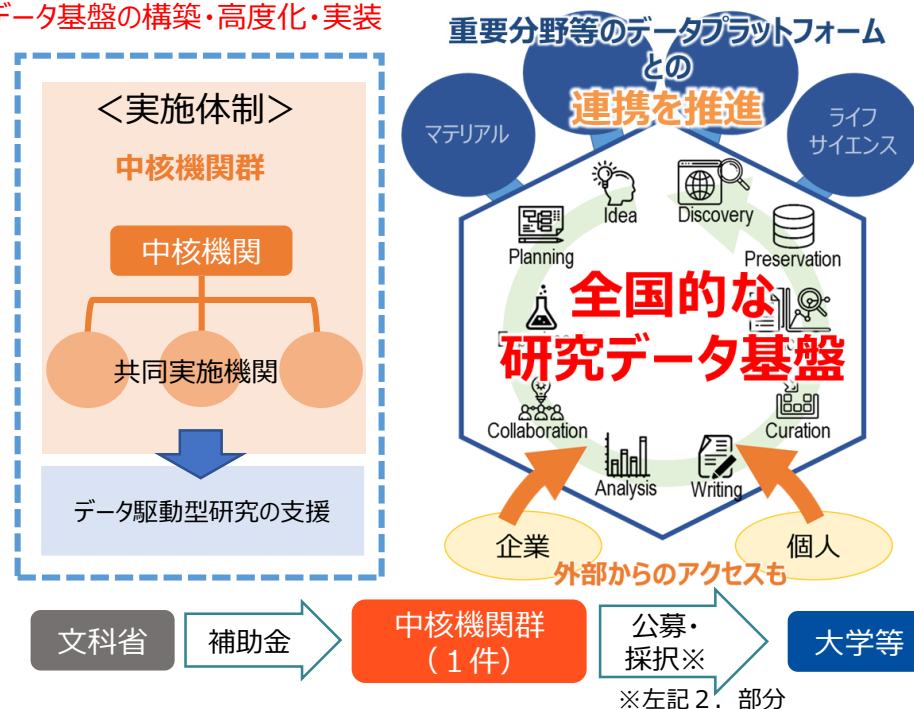 データ基盤の構築・高度化・実装
＜実施体制＞
中核機関群
中核機関
共同実施機関
データ駆動型研究の支援
重要分野等のデータプラットフォーム
との
連携を推進
マテリアル
ライフ
サイエンス
Idea
Discovery
Planning
Preservation
全国的な
研究データ基盤
Collaboration
Curation
Analysis
Writing
企業
個人
外部からのアクセスも
文科省
補助金
中核機関群
（１件）
公募・
採択※
大学等
※左記２．部分